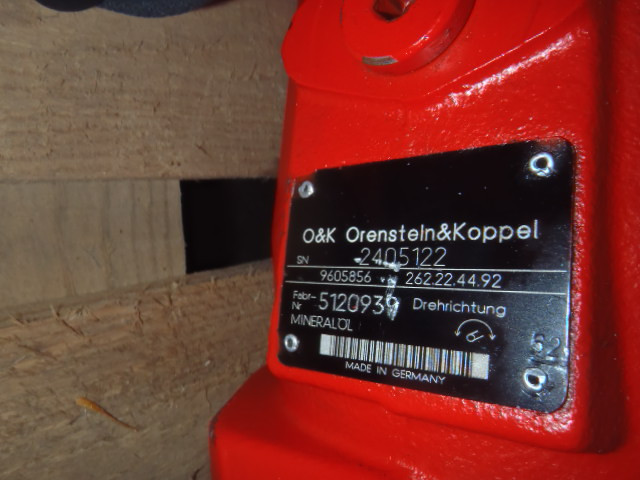 O&K Orenstein&Koppel
SN 2405122
9605856 262.22.44.92
Fabr-Nr 5120939 Drehrichtung
MINERALÖL
52
MADE IN GERMANY